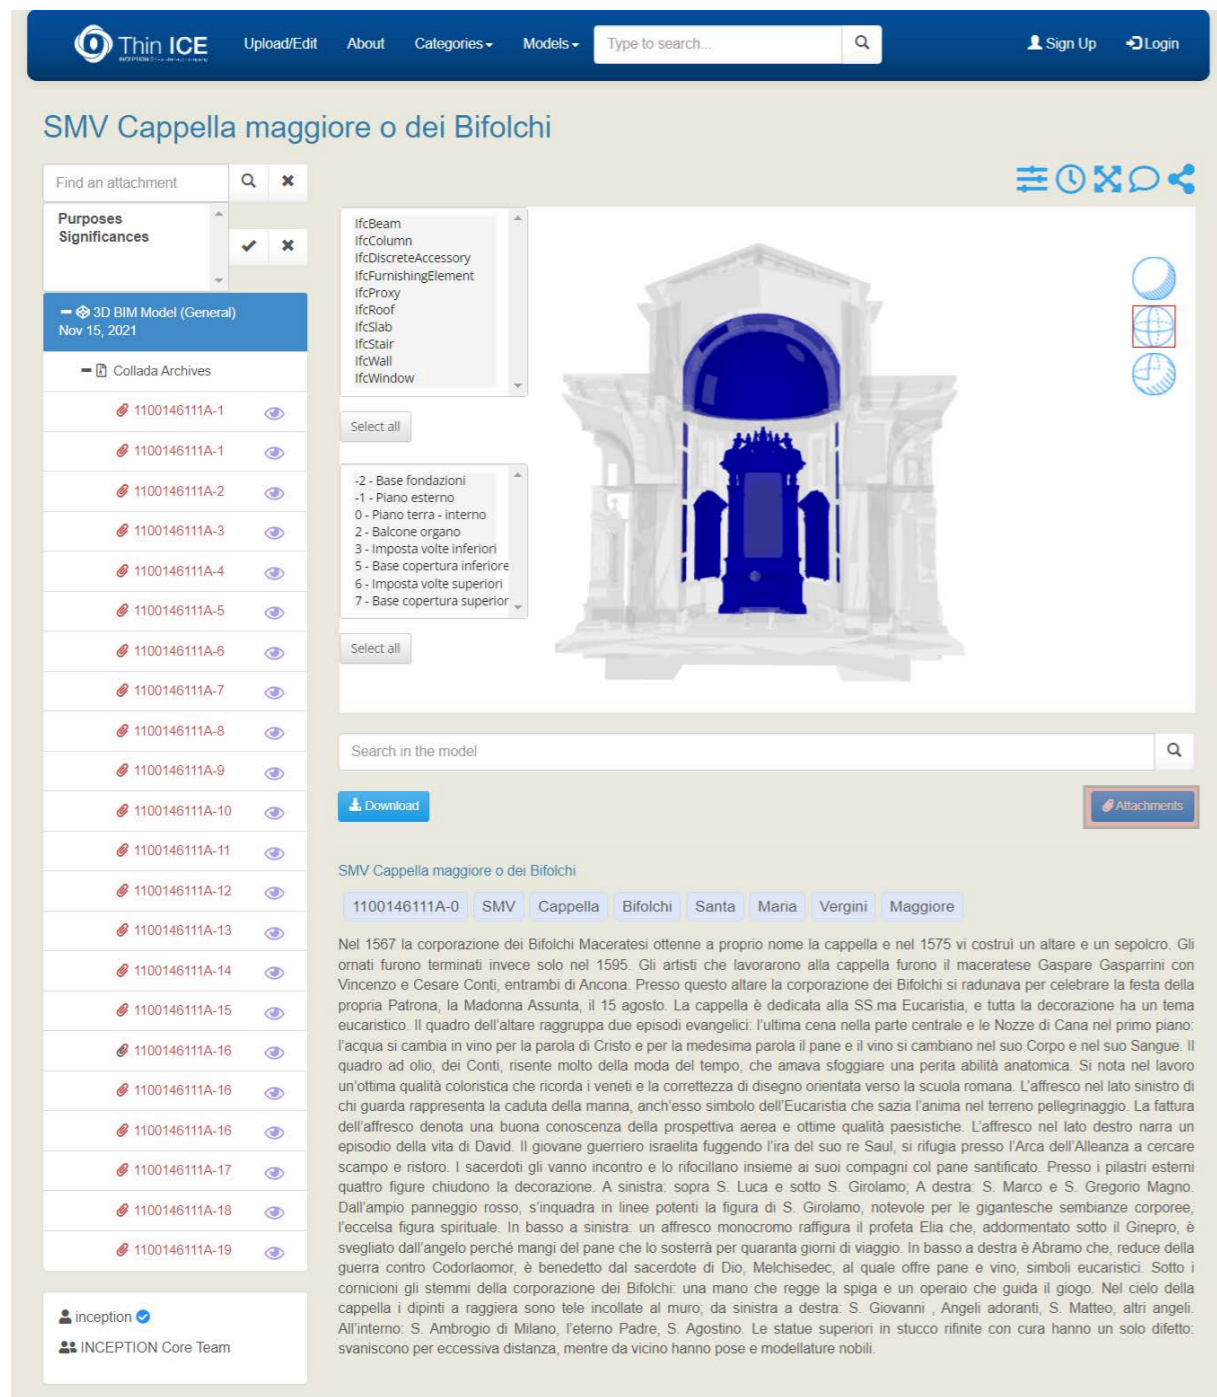 Thin ICE
Upload/Edit
About
Categories
Models
Type to search...
Sign Up
Login
SMV Cappella maggiore o dei Bifolchi
Find an attachment
Purposes
Significances
3D BIM Model (General)
Nov 15, 2021
Collada Archives
1100146111A-1
1100146111A-1
1100146111A-2
1100146111A-3
1100146111A-4
1100146111A-5
1100146111A-6
1100146111A-7
1100146111A-8
1100146111A-9
1100146111A-10
1100146111A-11
1100146111A-12
1100146111A-13
1100146111A-14
1100146111A-15
1100146111A-16
1100146111A-16
1100146111A-16
1100146111A-17
1100146111A-18
1100146111A-19
inception
INCEPTION Core Team
IfcBeam
IfcColumn
IfcDiscreteAccessory
IfcFurnishingElement
IfcProxy
IfcRoof
IfcSlab
IfcStair
IfcWall
IfcWindow
Select all
-2 - Base fondazioni
-1 - Piano esterno
0 - Piano terra - interno
2 - Balcone organo
3 - Imposta volte inferiori
5 - Base copertura inferiore
6 - Imposta volte superiori
7 - Base copertura superior
Select all
Search in the model
Download
Attachments
SMV Cappella maggiore o dei Bifolchi
1100146111A-0 SMV Cappella Bifolchi Santa Maria Vergini Maggiore
Nel 1567 la corporazione dei Bifolchi Maceratesi ottenne a proprio nome la cappella e nel 1575 vi costruì un altare e un sepolcro. Gli
ornati furono terminati invece solo nel 1595. Gli artisti che lavorarono alla cappella furono il maceratese Gaspare Gasparrini con
Vincenzo e Cesare Conti, entrambi di Ancona. Presso questo altare la corporazione dei Bifolchi si radunava per celebrare la festa della
propria Patrona, la Madonna Assunta, il 15 agosto. La cappella è dedicata alla SS.ma Eucaristia, e tutta la decorazione ha un tema
eucaristico. Il quadro dell'altare raggruppa due episodi evangelici: l'ultima cena nella parte centrale e le Nozze di Cana nel primo piano:
l'acqua si cambia in vino per la parola di Cristo e per la medesima parola il pane e il vino si cambiano nel suo Corpo e nel suo Sangue. Il
quadro ad olio, dei Conti, risente molto della moda del tempo, che amava sfoggiare una perita abilità anatomica. Si nota nel lavoro
un'ottima qualità coloristica che ricorda i veneti e la correttezza di disegno orientata verso la scuola romana. L'affresco nel lato sinistro di
chi guarda rappresenta la caduta della manna, anch'esso simbolo dell'Eucaristia che sazia l'anima nel terreno pellegrinaggio. La fattura
dell'affresco denota una buona conoscenza della prospettiva aerea e ottime qualità paesistiche. L'affresco nel lato destro narra un
episodio della vita di David. Il giovane guerriero israelita fuggendo l'ira del suo re Saul, si rifugia presso l'Arca dell'Alleanza a cercare
scampo e ristoro. I sacerdoti gli vanno incontro e lo rifocillano insieme ai suoi compagni col pane santificato. Presso i pilastri esterni
quattro figure chiudono la decorazione. A sinistra: sopra S. Luca e sotto S. Girolamo; A destra: S. Marco e S. Gregorio Magno.
Dall'ampio panneggio rosso, s'inquadra in linee potenti la figura di S. Girolamo, notevole per le gigantesche sembianze corporee,
l'eccelsa figura spirituale. In basso a sinistra: un affresco monocromo raffigura il profeta Elia che, addormentato sotto il Ginepro, è
svegliato dall'angelo perché mangi del pane che lo sosterrà per quaranta giorni di viaggio. In basso a destra è Abramo che, reduce della
guerra contro Codorlaomor, è benedetto dal sacerdote di Dio, Melchisedec, al quale offre pane e vino, simboli eucaristici. Sotto i
cornicioni gli stemmi della corporazione dei Bifolchi: una mano che regge la spiga e un operaio che guida il giogo. Nel cielo della
cappella i dipinti a raggiera sono tele incollate al muro; da sinistra a destra: S. Giovanni , Angeli adoranti, S. Matteo, altri angeli.
All'interno: S. Ambrogio di Milano, l'eterno Padre, S. Agostino. Le statue superiori in stucco rifinite con cura hanno un solo difetto:
svaniscono per eccessiva distanza, mentre da vicino hanno pose e modellature nobili.